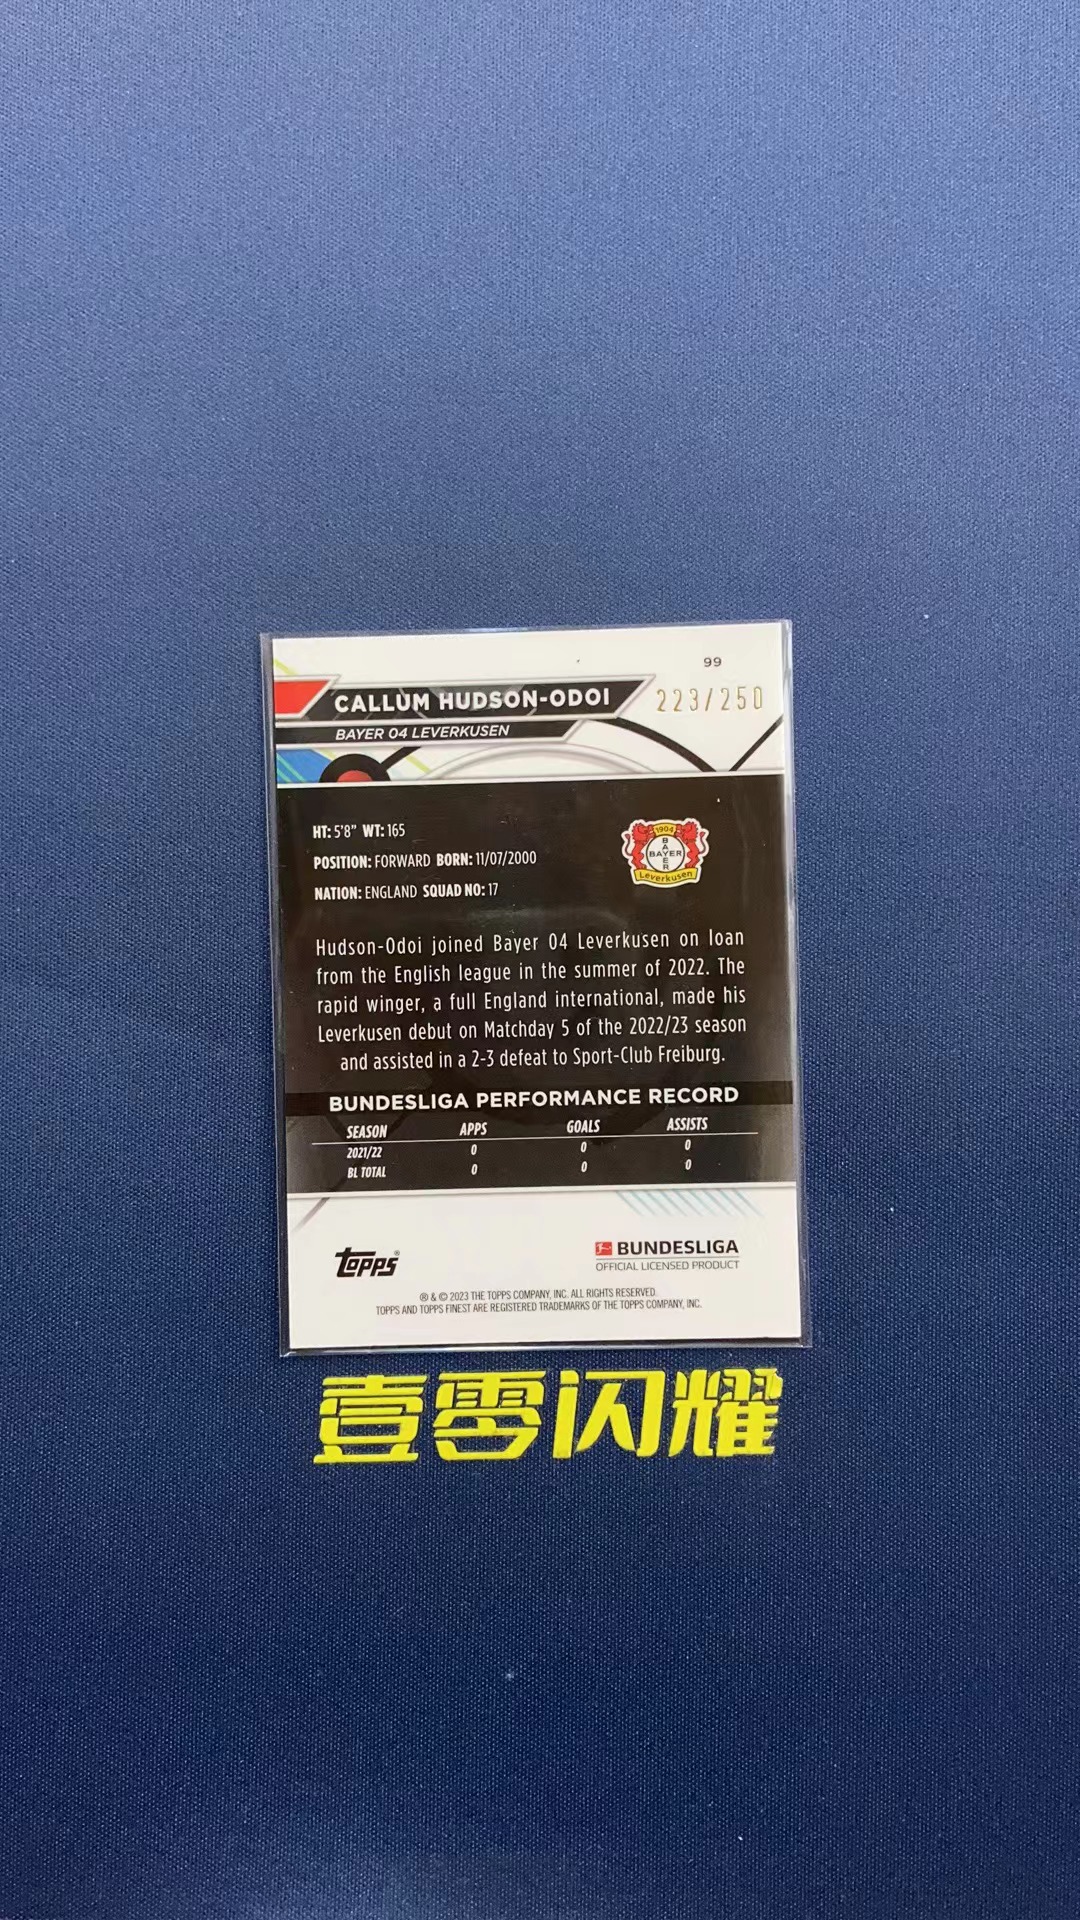 99
CALLUM HUDSON-ODOI
223/250
BAYER 04 LEVERKUSEN
HT: 5'8" WT: 165
POSITION: FORWARD BORN: 11/07/2000
NATION: ENGLAND SQUAD NO: 17
1904
BAYER
BAYER
Leverkusen
Hudson-Odoi joined Bayer 04 Leverkusen on loan
from the English league in the summer of 2022. The
rapid winger, a full England international, made his
Leverkusen debut on Matchday 5 of the 2022/23 season
and assisted in a 2-3 defeat to Sport-Club Freiburg.
BUNDESLIGA PERFORMANCE RECORD
SEASON APPS GOALS ASSISTS
2021/22 0 0 0
BL TOTAL 0 0 0
topps®
BUNDESLIGA
OFFICIAL LICENSED PRODUCT
® & © 2023 THE TOPPS COMPANY, INC. ALL RIGHTS RESERVED.
TOPPS AND TOPPS FINEST ARE REGISTERED TRADEMARKS OF THE TOPPS COMPANY, INC.
壹零闪耀